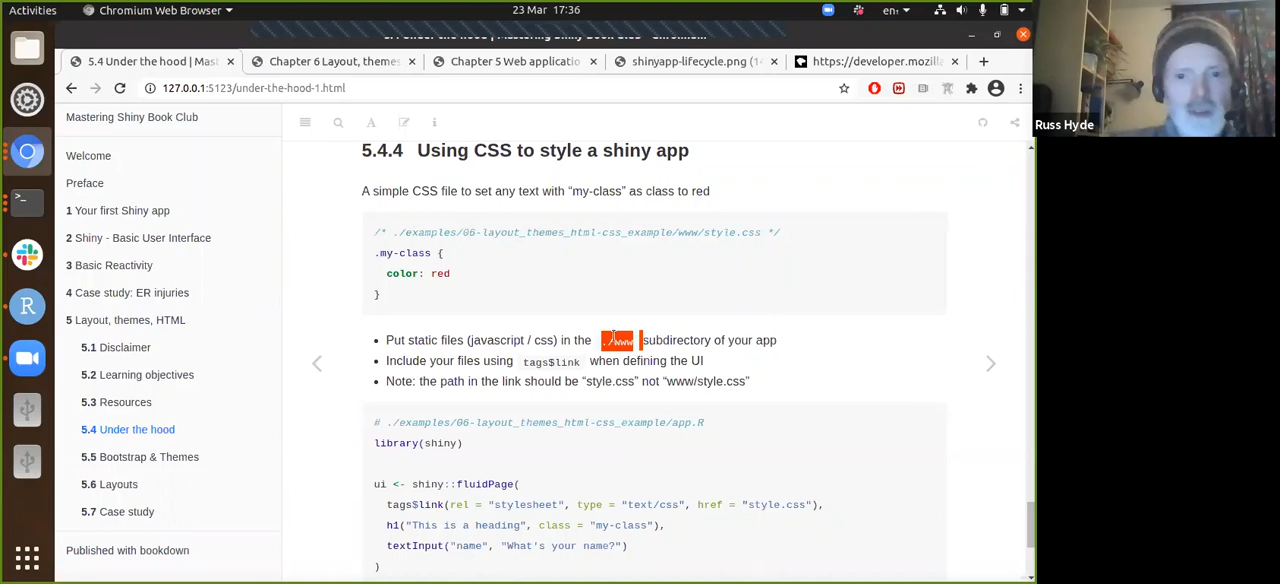 Activities
Chromium Web Browser
23 Mar 17:36
en₁
5.4 Under the hood | Mast
Chapter 6 Layout, themes
Chapter 5 Web applicatio
shinyapp-lifecycle.png (14
https://developer.mozilla
127.0.0.1:5123/under-the-hood-1.html
Russ Hyde
Mastering Shiny Book Club
Welcome
Preface
1 Your first Shiny app
2 Shiny - Basic User Interface
3 Basic Reactivity
4 Case study: ER injuries
5 Layout, themes, HTML
5.1 Disclaimer
5.2 Learning objectives
5.3 Resources
5.4 Under the hood
5.5 Bootstrap & Themes
5.6 Layouts
5.7 Case study
Published with bookdown
5.4.4 Using CSS to style a shiny app
A simple CSS file to set any text with “my-class” as class to red
/* ./examples/06-layout_themes_html-css_example/www/style.css */
.my-class {
color: red
}
• Put static files (javascript / css) in the ./www subdirectory of your app
• Include your files using tags$link when defining the UI
• Note: the path in the link should be “style.css” not “www/style.css”
# ./examples/06-layout_themes_html-css_example/app.R
library(shiny)
ui <- shiny::fluidPage(
tags$link(rel = "stylesheet", type = "text/css", href = "style.css"),
h1("This is a heading", class = "my-class"),
textInput("name", "What's your name?")
)